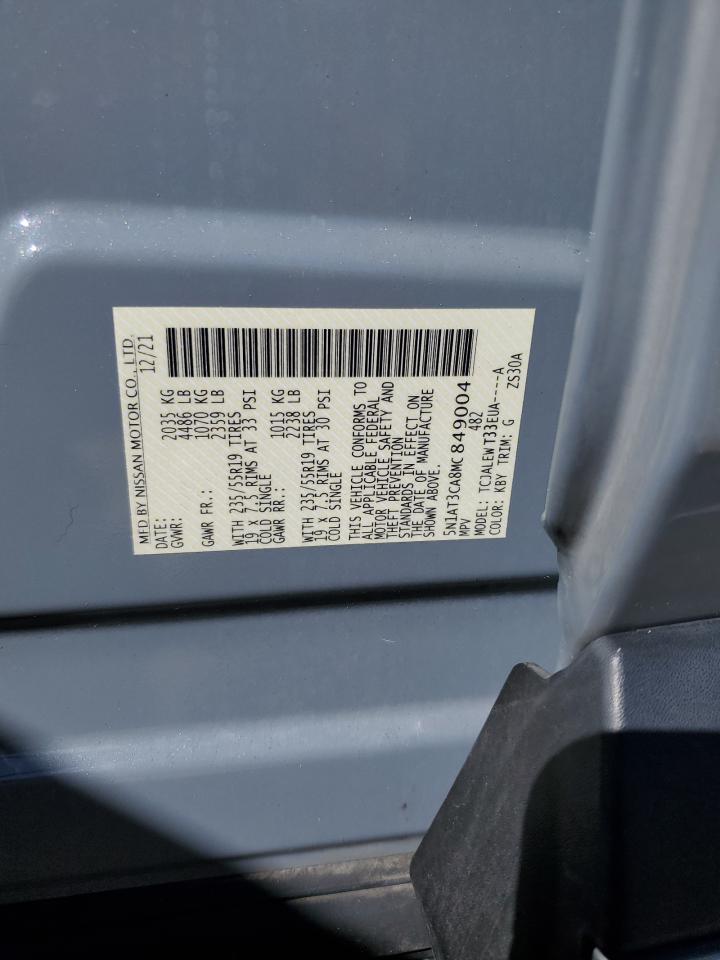 MFD BY NISSAN MOTOR CO., LTD.
DATE: 12/21
GVWR: 2035 KG
4486 LB
GAWR FR.: 1070 KG
2359 LB
WITH 235/55R19 TIRES
19 X 7.5 RIMS AT 33 PSI
COLD SINGLE
GAWR RR.: 1015 KG
2238 LB
WITH 235/55R19 TIRES
19 X 7.5 RIMS AT 30 PSI
COLD SINGLE
THIS VEHICLE CONFORMS TO
ALL APPLICABLE FEDERAL
MOTOR VEHICLE SAFETY AND
THEFT PREVENTION
STANDARDS IN EFFECT ON
THE DATE OF MANUFACTURE
SHOWN ABOVE.
5N1AT3CA8MC849004
MPV 482
MODEL: TCJALEWT33EUA----A
COLOR: KBY TRIM: G ZS30A